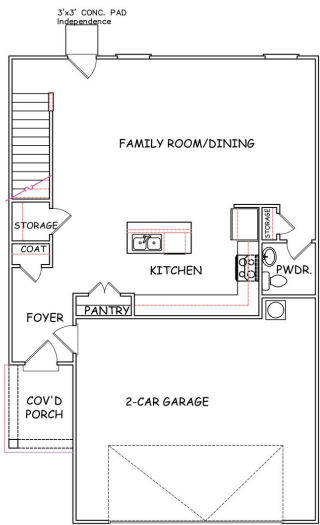 3'x3' CONC. PAD
Independence
FAMILY ROOM/DINING
STORAGE
STORAGE
COAT
KITCHEN
PWDR.
PANTRY
FOYER
COV'D
PORCH
2-CAR GARAGE